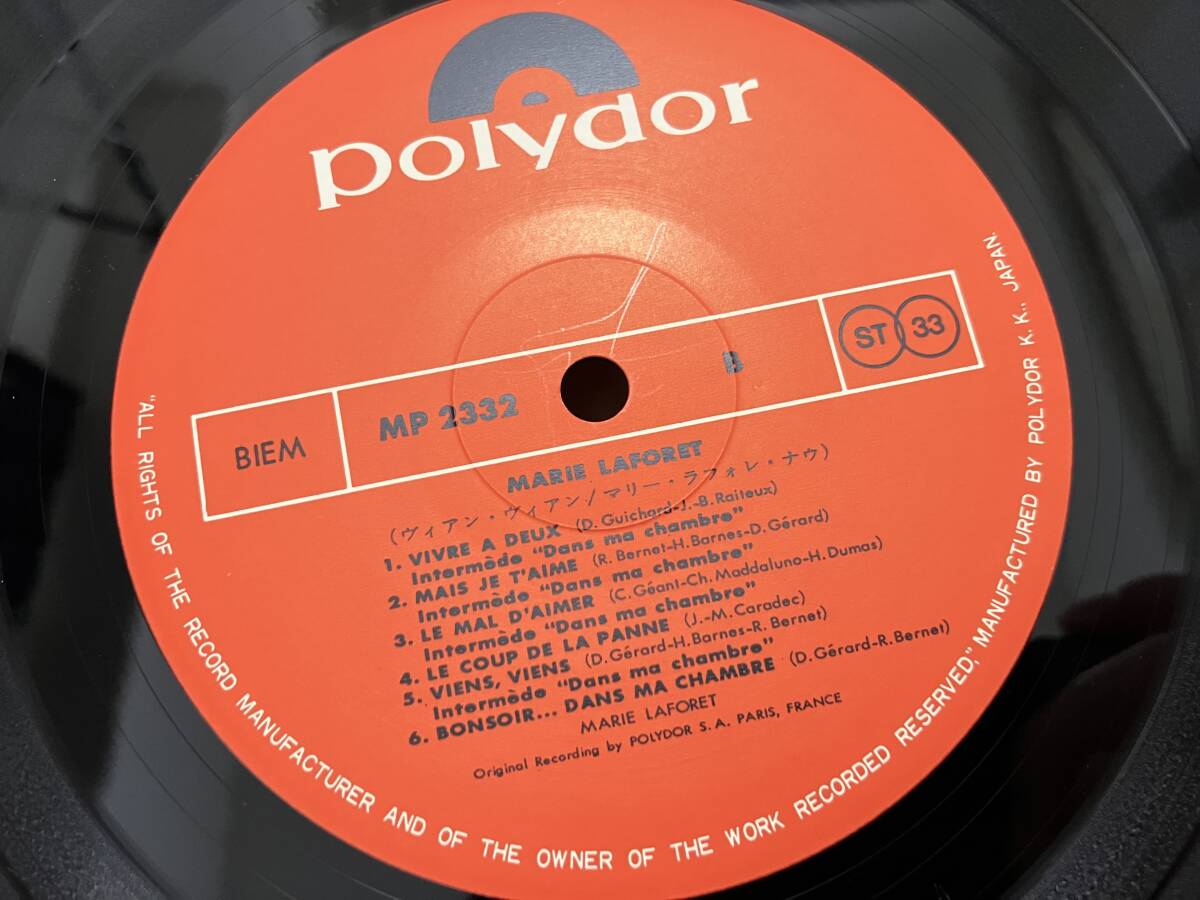 polydor
BIEM
MP 2332
B
ST 33
MARIE LAFORET
(ヴィアン・ヴィアン/マリー・ラフォレ・ナウ)
1. VIVRE A DEUX (D. Guichard-J.-B. Raiteux)
Intermède "Dans ma chambre"
2. MAIS JE T'AIME (R. Bernet-H. Barnes-D. Gérard)
Intermède "Dans ma chambre"
3. LE MAL D'AIMER (C. Géant-Ch. Maddaluno-H. Dumas)
Intermède "Dans ma chambre"
4. LE COUP DE LA PANNE (J.-M. Caradec)
5. VIENS, VIENS (D. Gérard-H. Barnes-R. Bernet)
Intermède "Dans ma chambre"
6. BONSOIR... DANS MA CHAMBRE (D. Gérard-R. Bernet)
MARIE LAFORET
Original Recording by POLYDOR S. A. PARIS, FRANCE
"ALL RIGHTS OF THE RECORD MANUFACTURER AND OF THE OWNER OF THE WORK RECORDED RESERVED," MANUFACTURED BY POLYDOR K. K., JAPAN.